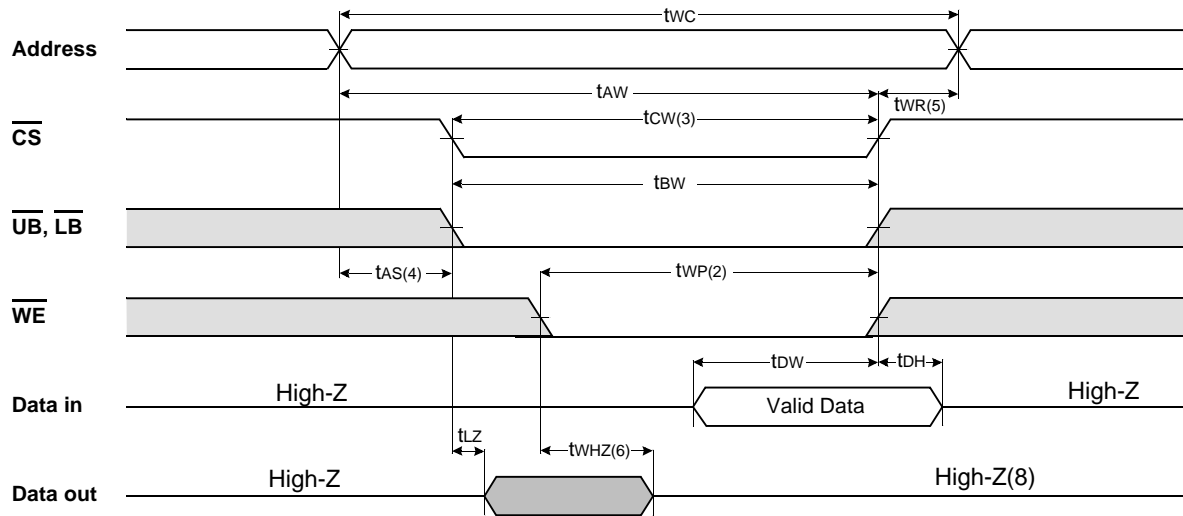 tWC
Address
tAW
tWR(5)
tCW(3)
CS
tBW
UB, LB
tAS(4)
tWP(2)
WE
tDW
tDH
High-Z
Valid Data
High-Z
Data in
tLZ
tWHZ(6)
High-Z
High-Z(8)
Data out